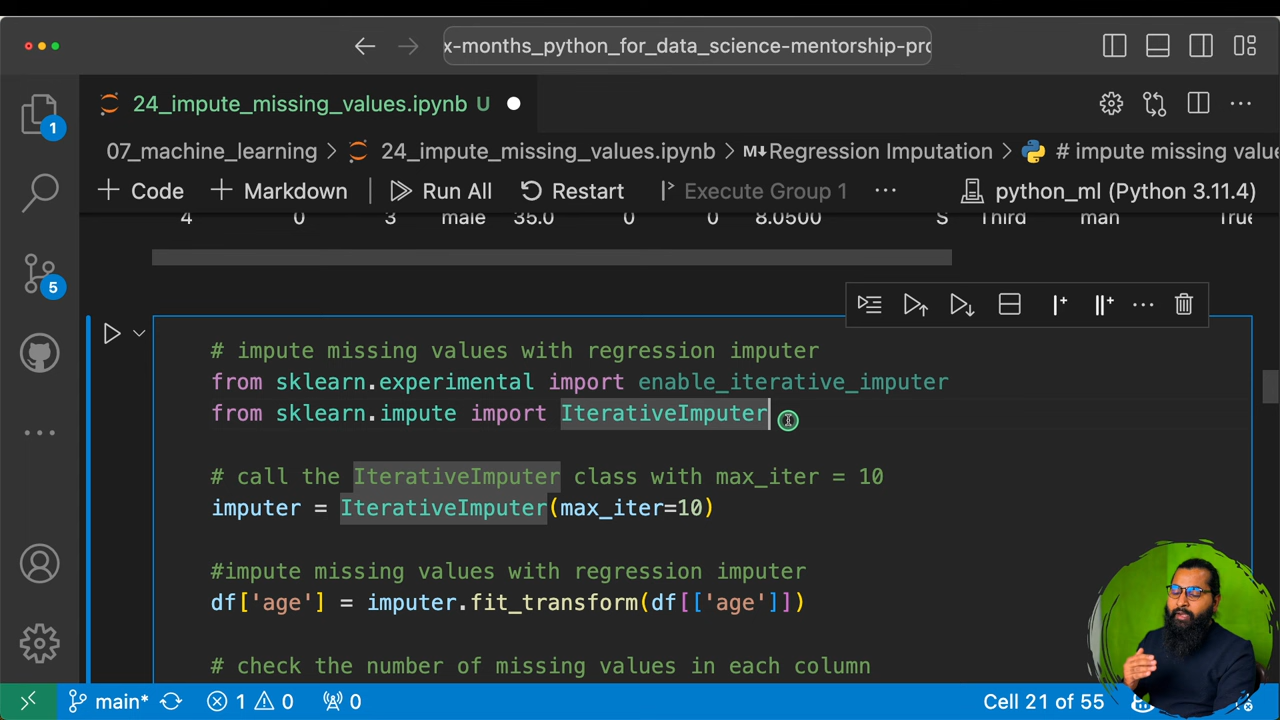 x-months_python_for_data_science-mentorship-pro
24_impute_missing_values.ipynb U
07_machine_learning > 24_impute_missing_values.ipynb > M↓Regression Imputation > # impute missing value
+ Code + Markdown | Run All Restart Execute Group 1 ··· python_ml (Python 3.11.4)
4 0 3 male 35.0 0 0 8.0500 S Third man True
# impute missing values with regression imputer
from sklearn.experimental import enable_iterative_imputer
from sklearn.impute import IterativeImputer
# call the IterativeImputer class with max_iter = 10
imputer = IterativeImputer(max_iter=10)
#impute missing values with regression imputer
df['age'] = imputer.fit_transform(df[['age']])
# check the number of missing values in each column
1
5
main* 1 0 0 Cell 21 of 55